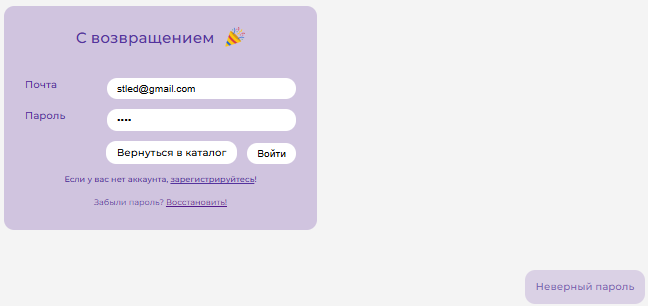 С возвращением 🎉
Почта
stled@gmail.com
Пароль
••••
Вернуться в каталог
Войти
Если у вас нет аккаунта, зарегистрируйтесь!
Забыли пароль? Восстановить!
Неверный пароль